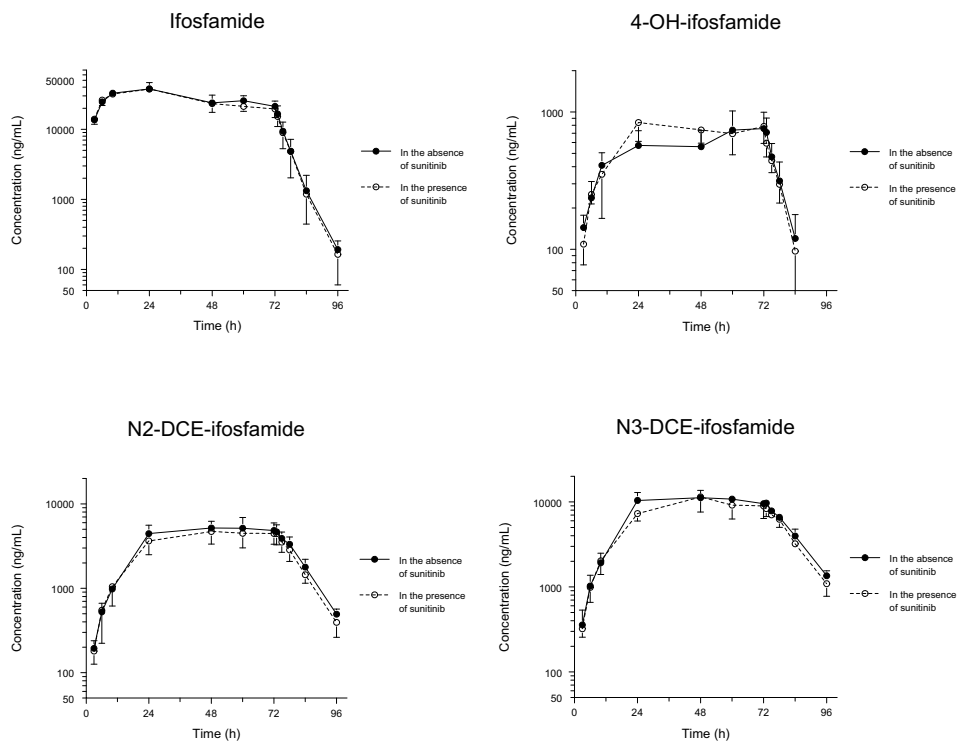 Ifosfamide
50000
10000
1000
100
50
0
24
48
72
96
Concentration (ng/mL)
Time (h)
In the absence
of sunitinib
In the presence
of sunitinib
4-OH-ifosfamide
1000
100
50
0
24
48
72
96
Concentration (ng/mL)
Time (h)
In the absence
of sunitinib
In the presence
of sunitinib
N2-DCE-ifosfamide
10000
1000
100
50
0
24
48
72
96
Concentration (ng/mL)
Time (h)
In the absence
of sunitinib
In the presence
of sunitinib
N3-DCE-ifosfamide
10000
1000
100
50
0
24
48
72
96
Concentration (ng/mL)
Time (h)
In the absence
of sunitinib
In the presence
of sunitinib